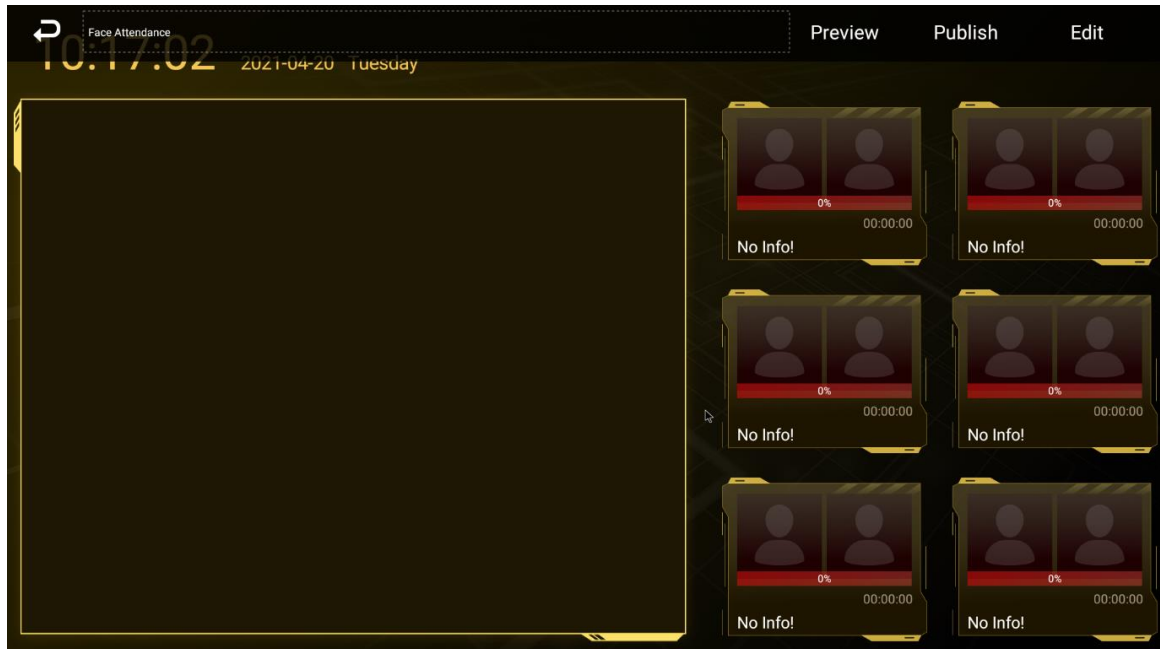 Face Attendance Preview Publish Edit
10:17:02 2021-04-20 Tuesday
0% 0%
00:00:00 00:00:00
No Info! No Info!
0% 0%
00:00:00 00:00:00
No Info! No Info!
0% 0%
00:00:00 00:00:00
No Info! No Info!